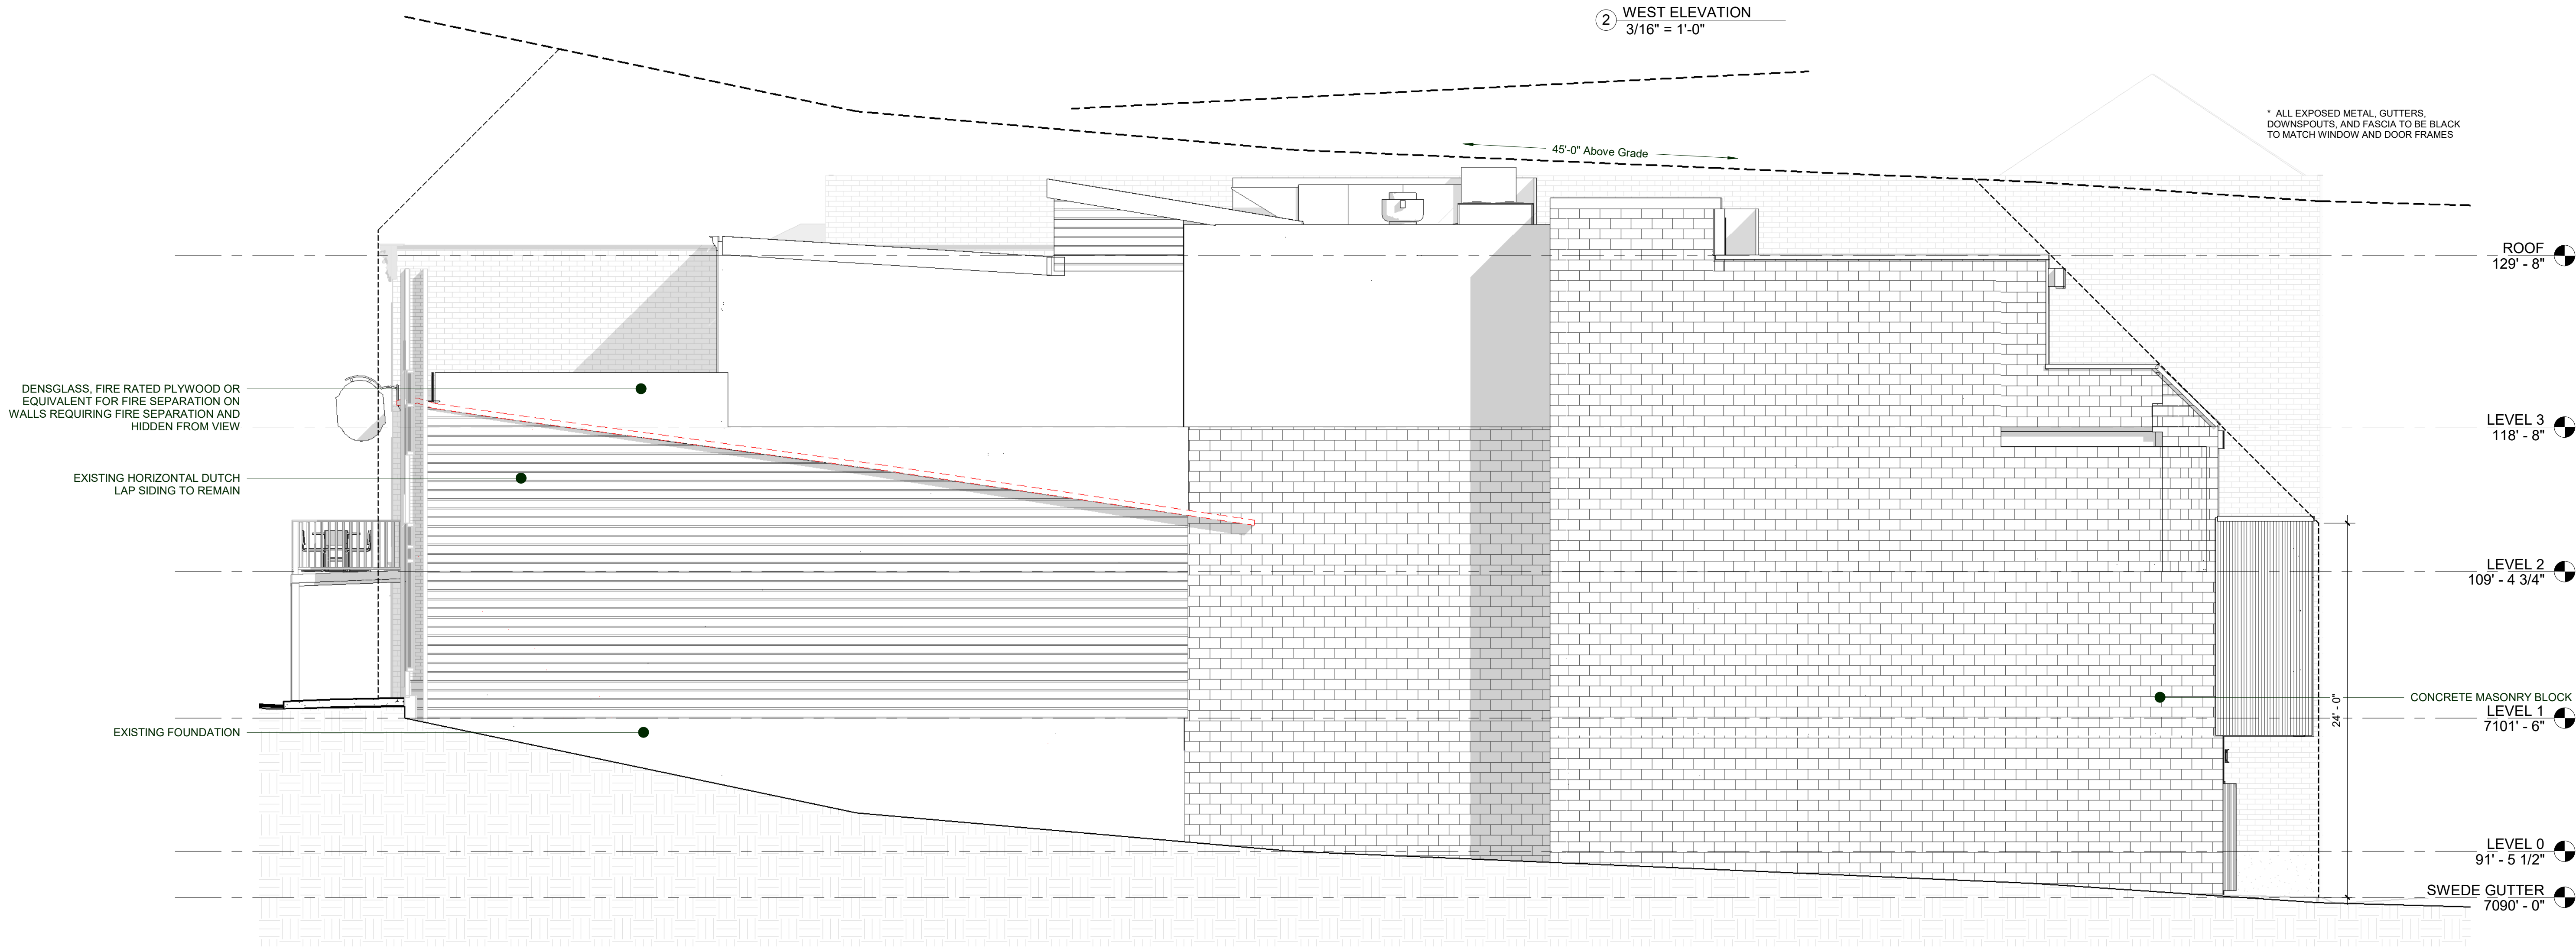 2 WEST ELEVATION
3/16" = 1'-0"
* ALL EXPOSED METAL, GUTTERS,
DOWNSPOUTS, AND FASCIA TO BE BLACK
TO MATCH WINDOW AND DOOR FRAMES
45'-0" Above Grade
ROOF
129' - 8"
DENSGLASS, FIRE RATED PLYWOOD OR
EQUIVALENT FOR FIRE SEPARATION ON
WALLS REQUIRING FIRE SEPARATION AND
HIDDEN FROM VIEW
LEVEL 3
118' - 8"
EXISTING HORIZONTAL DUTCH
LAP SIDING TO REMAIN
LEVEL 2
109' - 4 3/4"
24' - 0"
CONCRETE MASONRY BLOCK
LEVEL 1
7101' - 6"
EXISTING FOUNDATION
LEVEL 0
91' - 5 1/2"
SWEDE GUTTER
7090' - 0"